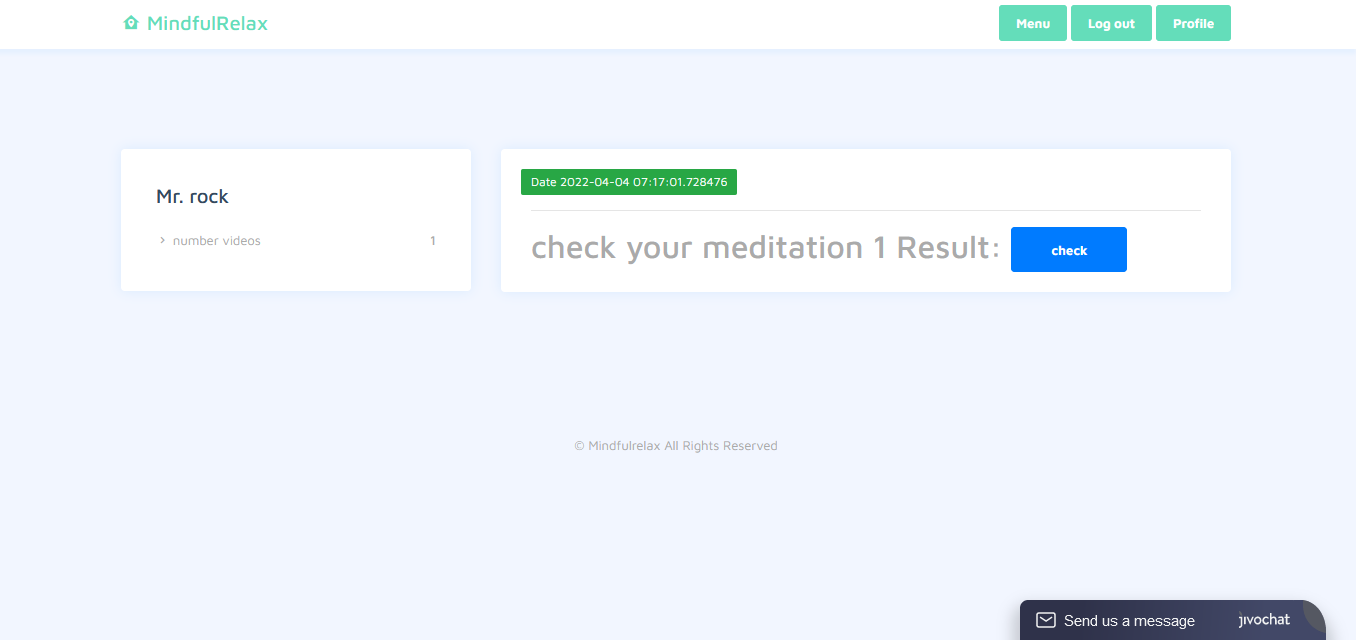 MindfulRelax
Menu
Log out
Profile
Mr. rock
number videos 1
Date 2022-04-04 07:17:01.728476
check your meditation 1 Result:
check
© Mindfulrelax All Rights Reserved
Send us a message
jivochat